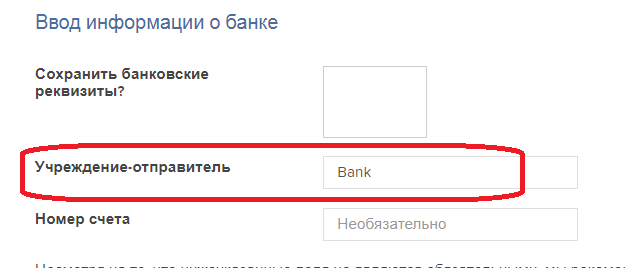 Ввод информации о банке
Сохранить банковские
реквизиты?
Учреждение-отправитель
Bank
Номер счета
Необязательно